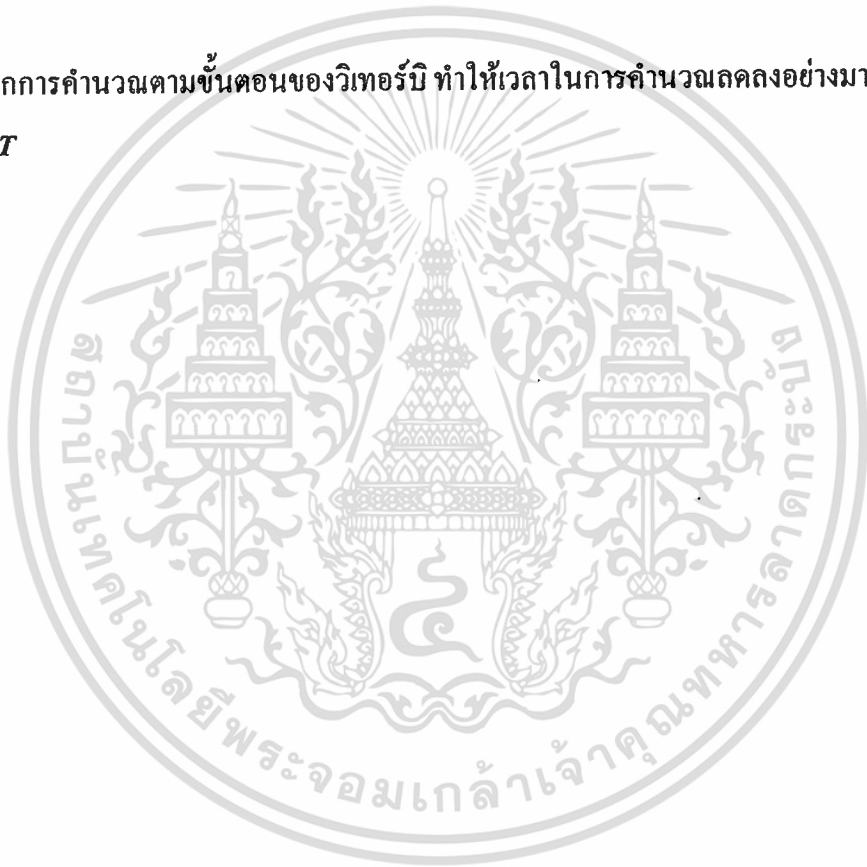 กการคำนวณตามขั้นตอนของวิเทอร์บิ ทำให้เวลาในการคำนวณลดลงอย่างมา
T
สถาบันเทคโนโลยีพระจอมเกล้าเจ้าคุณทหารลาดกระบัง